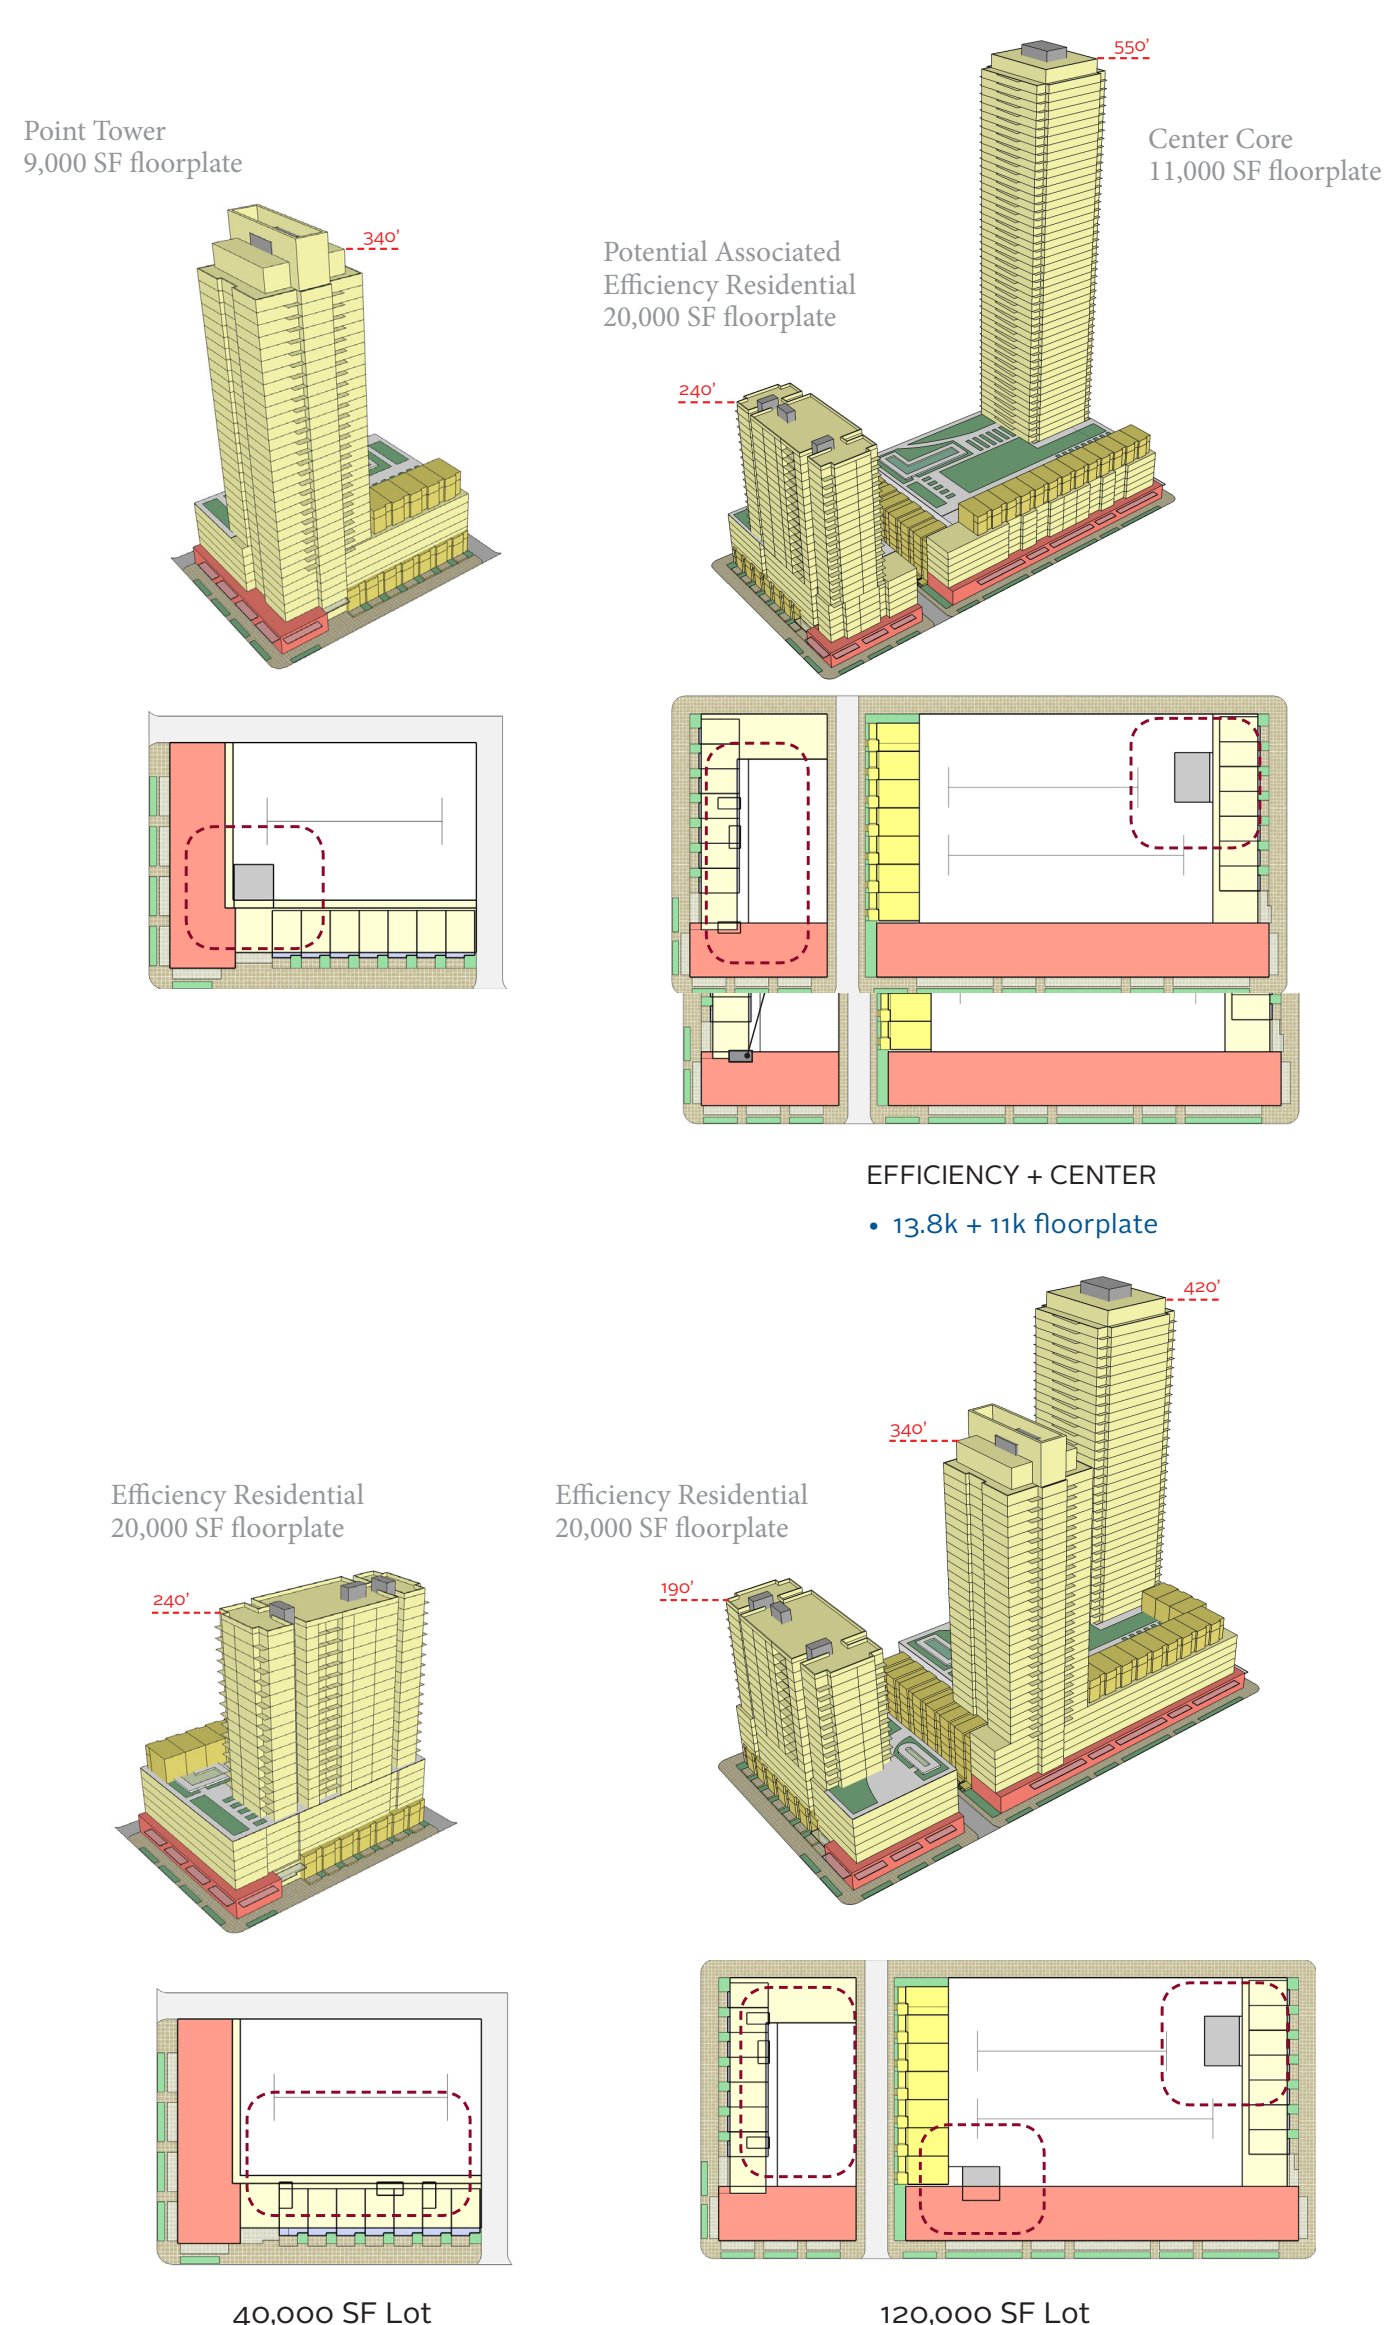 550'
Point Tower
9,000 SF floorplate
Center Core
11,000 SF floorplate
340'
Potential Associated
Efficiency Residential
20,000 SF floorplate
240'
EFFICIENCY + CENTER
• 13.8k + 11k floorplate
420'
340'
Efficiency Residential
20,000 SF floorplate
Efficiency Residential
20,000 SF floorplate
240'
190'
40,000 SF Lot
120,000 SF Lot